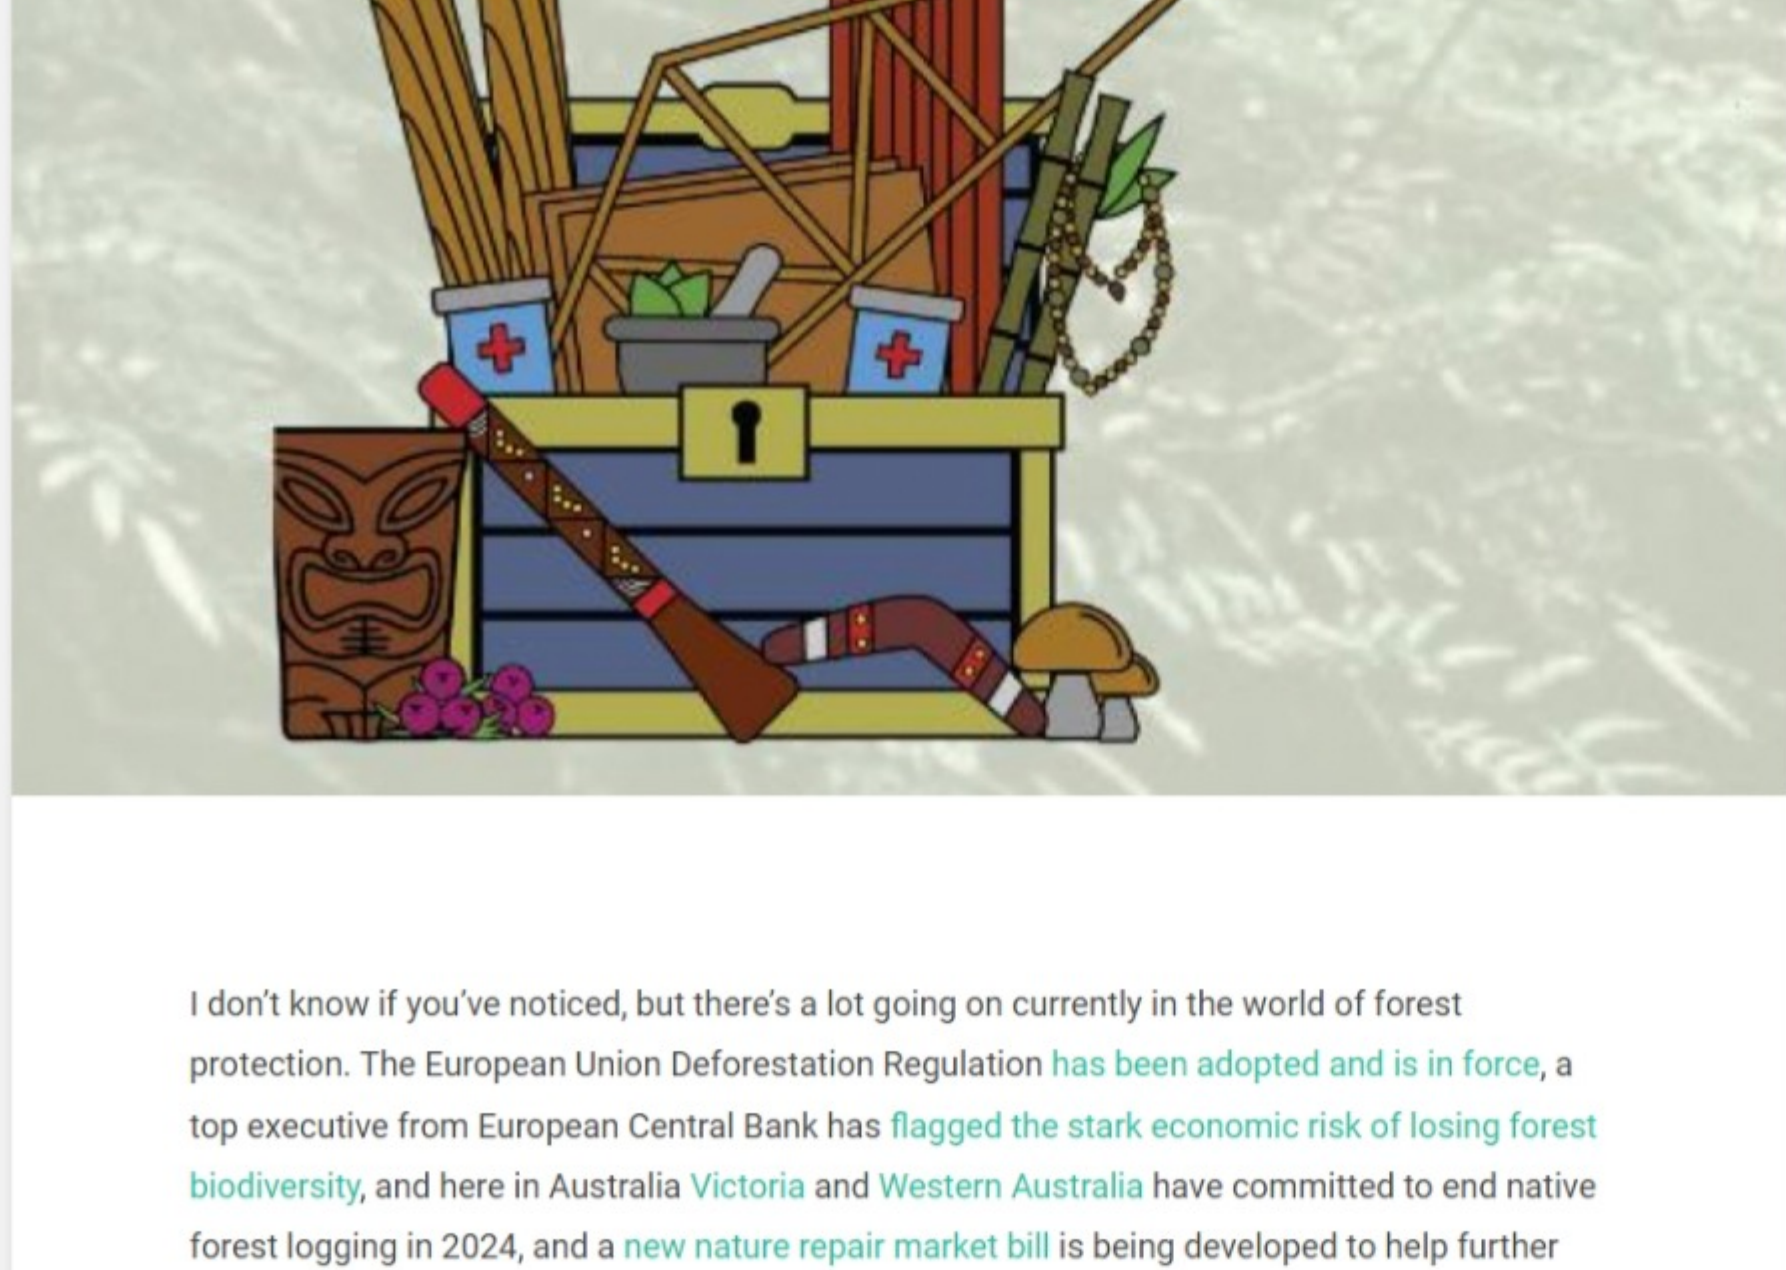 I don’t know if you’ve noticed, but there’s a lot going on currently in the world of forest
protection. The European Union Deforestation Regulation has been adopted and is in force, a
top executive from European Central Bank has flagged the stark economic risk of losing forest
biodiversity, and here in Australia Victoria and Western Australia have committed to end native
forest logging in 2024, and a new nature repair market bill is being developed to help further